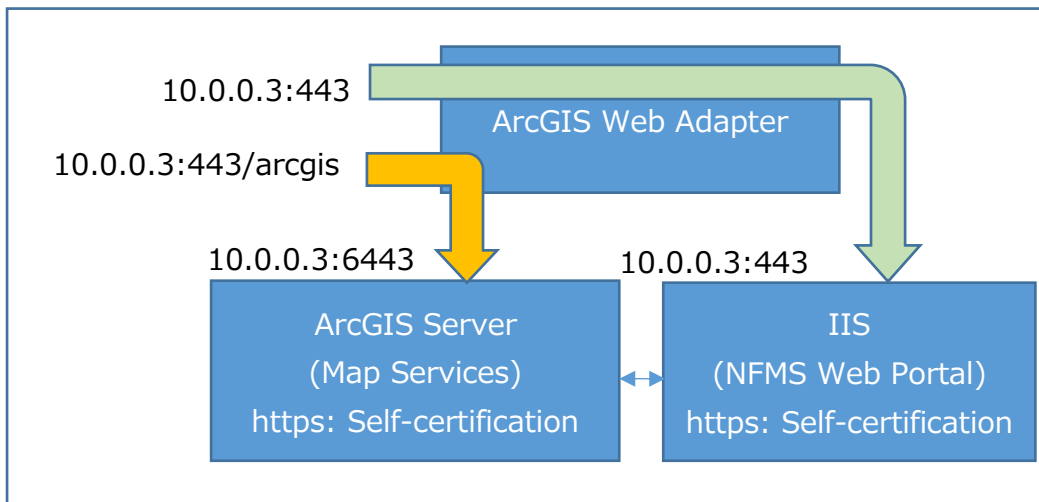 10.0.0.3:443
ArcGIS Web Adapter
10.0.0.3:443/arcgis
10.0.0.3:6443
10.0.0.3:443
ArcGIS Server
(Map Services)
https: Self-certification
IIS
(NFMS Web Portal)
https: Self-certification